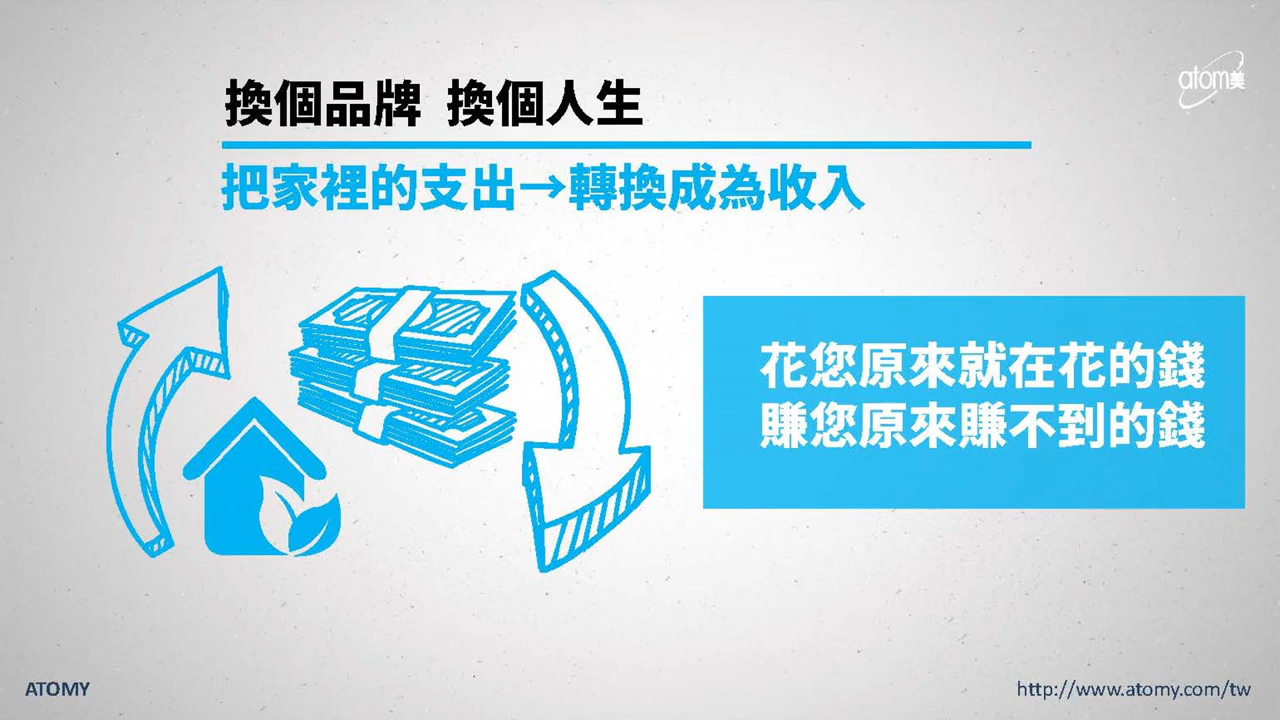 換個品牌 換個人生
atom美
把家裡的支出→轉換成為收入
花您原來就在花的錢
賺您原來賺不到的錢
ATOMY
http://www.atomy.com/tw